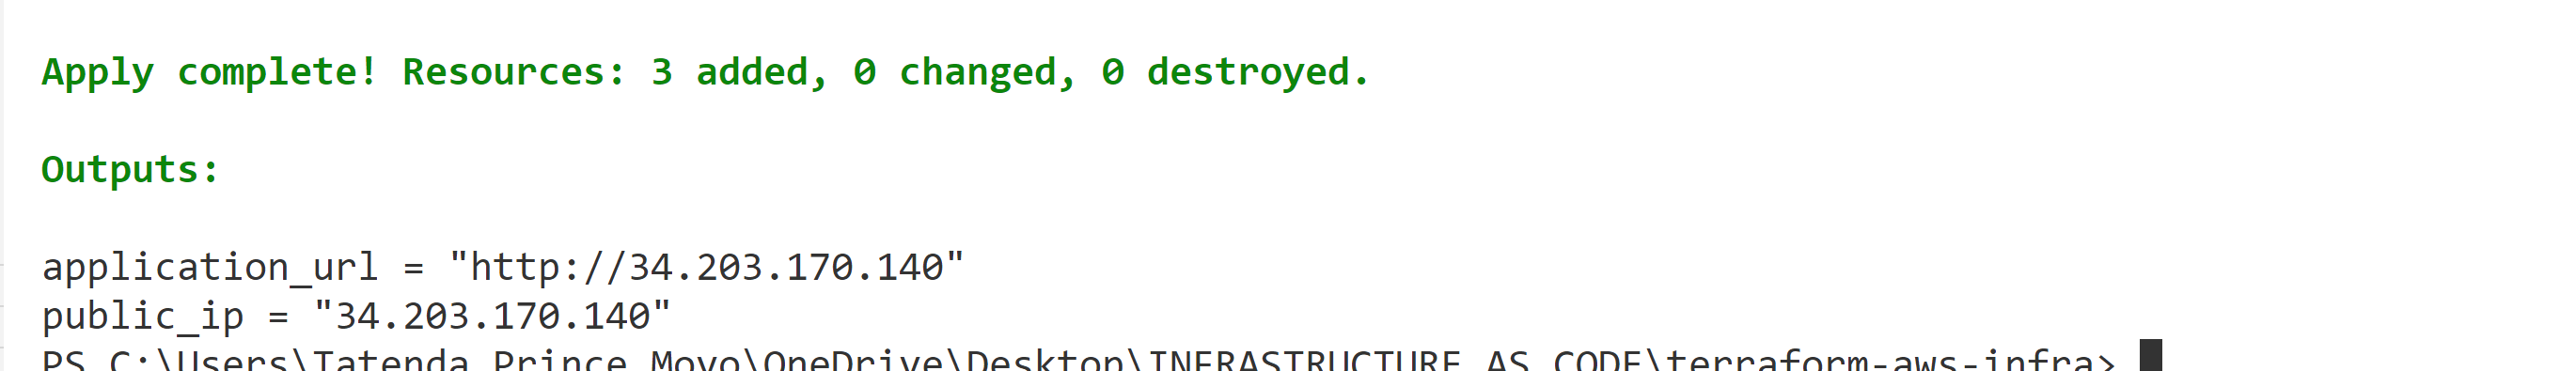 Apply complete! Resources: 3 added, 0 changed, 0 destroyed.
Outputs:
application_url = "http://34.203.170.140"
public_ip = "34.203.170.140"
PS C:\Users\Tatenda Prince Moyo\OneDrive\Desktop\INFRASTRUCTURE AS CODE\terraform-aws-infra>